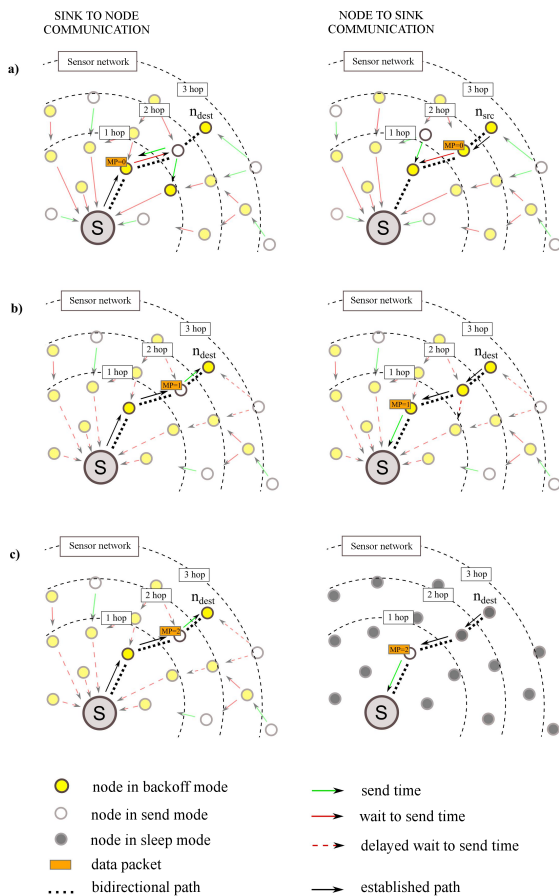 SINK TO NODE
COMMUNICATION
NODE TO SINK
COMMUNICATION
a)
Sensor network
3 hop
2 hop
1 hop
n_dest
MP=0
S
Sensor network
3 hop
2 hop
1 hop
n_src
MP=0
S
b)
Sensor network
3 hop
2 hop
1 hop
n_dest
MP=1
S
Sensor network
3 hop
2 hop
1 hop
n_dest
MP=1
S
c)
Sensor network
3 hop
2 hop
1 hop
n_dest
MP=2
S
Sensor network
3 hop
2 hop
1 hop
n_dest
MP=2
S
node in backoff mode
node in send mode
node in sleep mode
data packet
bidirectional path
send time
wait to send time
delayed wait to send time
established path